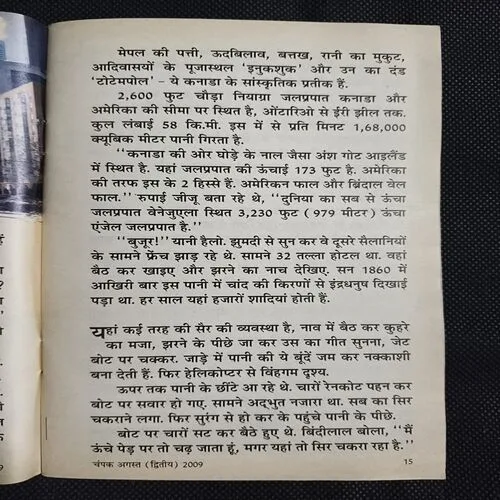 मेपल की पत्ती, ऊदबिलाव, बत्तख, रानी का मुकुट,
आदिवासयों के पूजास्थल 'इनुकशुक' और उन का दंड
'टोटेमपोल' – ये कनाडा के सांस्कृतिक प्रतीक हैं.
2,600 फुट चौड़ा नियाग्रा जलप्रपात कनाडा और
अमेरिका की सीमा पर स्थित है, ओंटारिओ से ईरी झील तक.
कुल लंबाई 58 कि.मी. इस में से प्रति मिनट 1,68,000
क्यूबिक मीटर पानी गिरता है.
"कनाडा की ओर घोड़े के नाल जैसा अंश गोट आइलैंड
में स्थित है. यहां जलप्रपात की ऊंचाई 173 फुट है. अमेरिका
की तरफ इस के 2 हिस्से हैं. अमेरिकन फाल और ब्रिंदाल वेल
फाल." रुपाई जीजू बता रहे थे, "दुनिया का सब से ऊंचा
जलप्रपात वेनेजुएला स्थित 3,230 फुट (979 मीटर) ऊंचा
एंजेल जलप्रपात है."
"बुजूर!" यानी हैलो. झुमदी से सुन कर वे दूसरे सैलानियों
के सामने फ्रेंच झाड़ रहे थे. सामने 32 तल्ला होटल था. वहां
बैठ कर खाइए और झरने का नाच देखिए. सन 1860 में
आखिरी बार इस पानी में चांद की किरणों से इंद्रधनुष दिखाई
पड़ा था. हर साल यहां हजारों शादियां होती हैं.
यहां कई तरह की सैर की व्यवस्था है, नाव में बैठ कर कुहरे
का मजा, झरने के पीछे जा कर उस का गीत सुनना, जेट
बोट पर चक्कर. जाड़े में पानी की ये बूंदें जम कर नक्काशी
बना देती हैं. फिर हेलिकोप्टर से विहंगम दृश्य.
ऊपर तक पानी के छींटे आ रहे थे. चारों रेनकोट पहन कर
बोट पर सवार हो गए. सामने अद्भुत नजारा था. सब का सिर
चकराने लगा. फिर सुरंग से हो कर के पहुंचे पानी के पीछे.
बोट पर चारों सट कर बैठे हुए थे. बिंदीलाल बोला, "मैं
ऊंचे पेड़ पर तो चढ़ जाता हूं, मगर यहां तो सिर चकरा रहा है."
चंपक अगस्त (द्वितीय) 2009 15